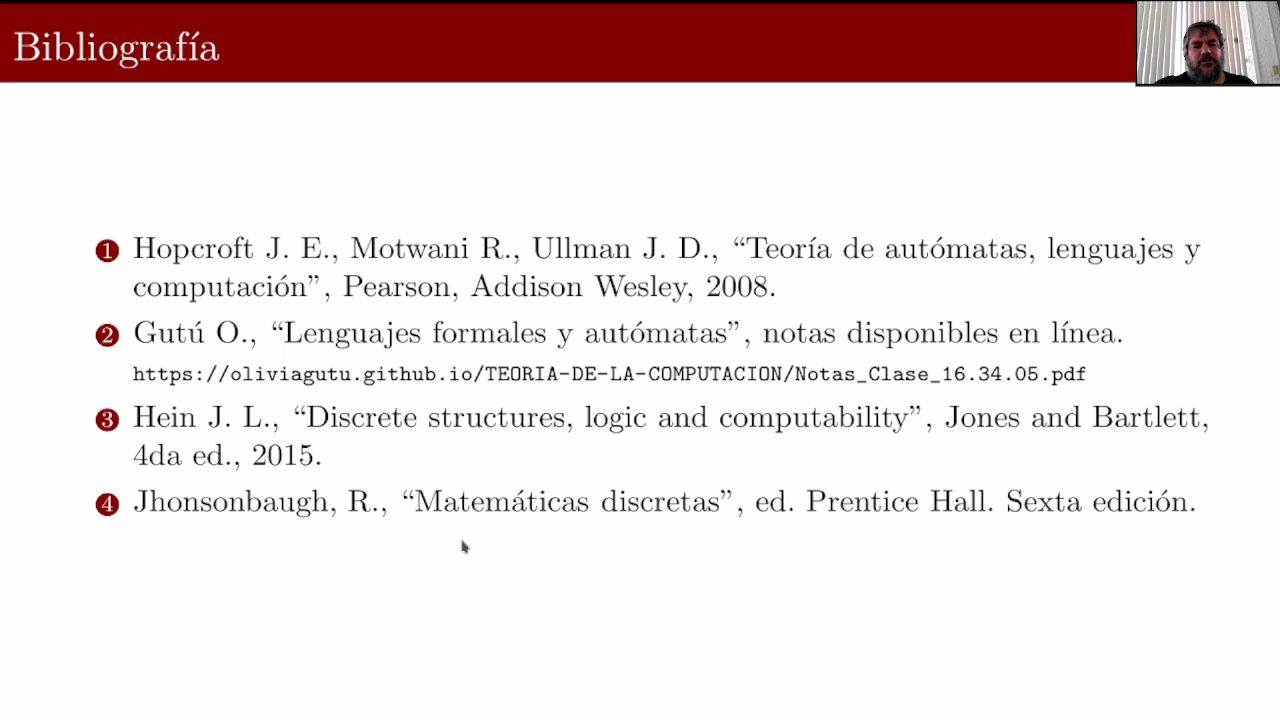 Bibliografía
1 Hopcroft J. E., Motwani R., Ullman J. D., “Teoría de autómatas, lenguajes y
computación”, Pearson, Addison Wesley, 2008.
2 Gutú O., “Lenguajes formales y autómatas”, notas disponibles en línea.
https://oliviagutu.github.io/TEORIA-DE-LA-COMPUTACION/Notas_Clase_16.34.05.pdf
3 Hein J. L., “Discrete structures, logic and computability”, Jones and Bartlett,
4da ed., 2015.
4 Jhonsonbaugh, R., “Matemáticas discretas”, ed. Prentice Hall. Sexta edición.